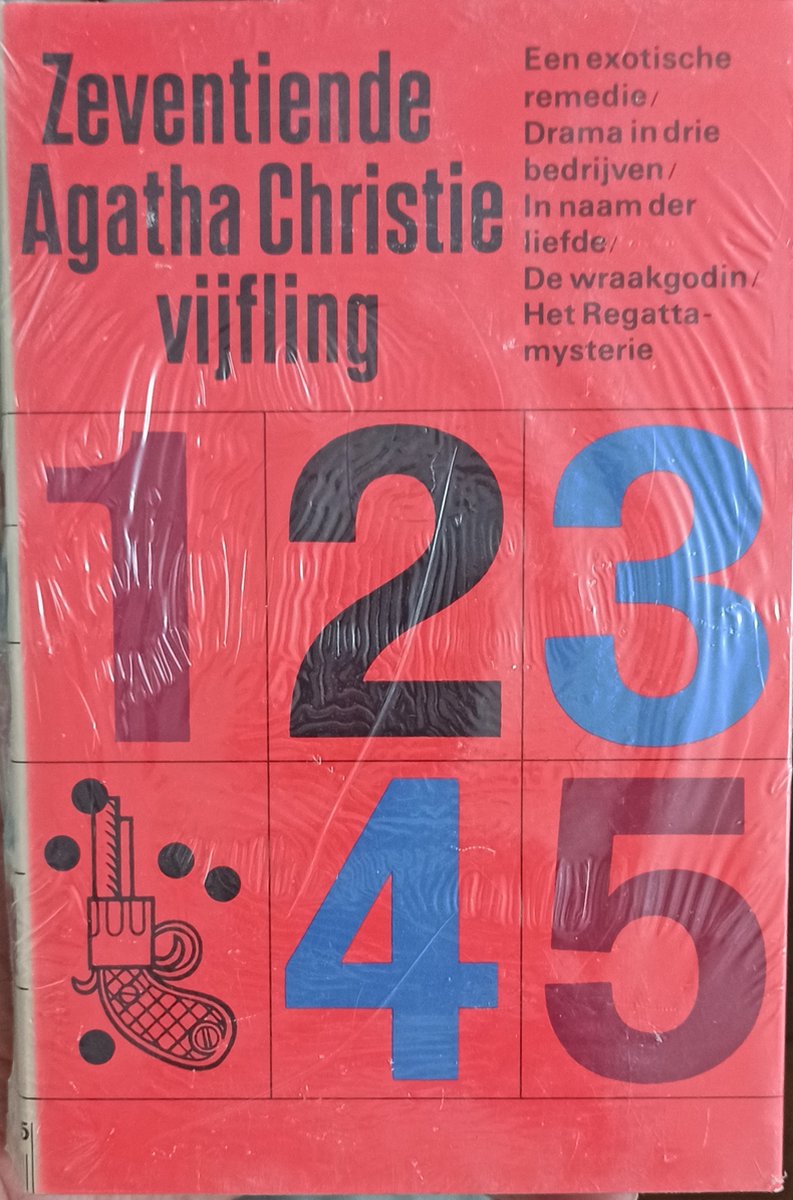 Zeventiende
Agatha Christie
vijfling
Een exotische
remedie/
Drama in drie
bedrijven/
In naam der
liefde/
De wraakgodin/
Het Regatta-
mysterie
1 2 3
4 5
5